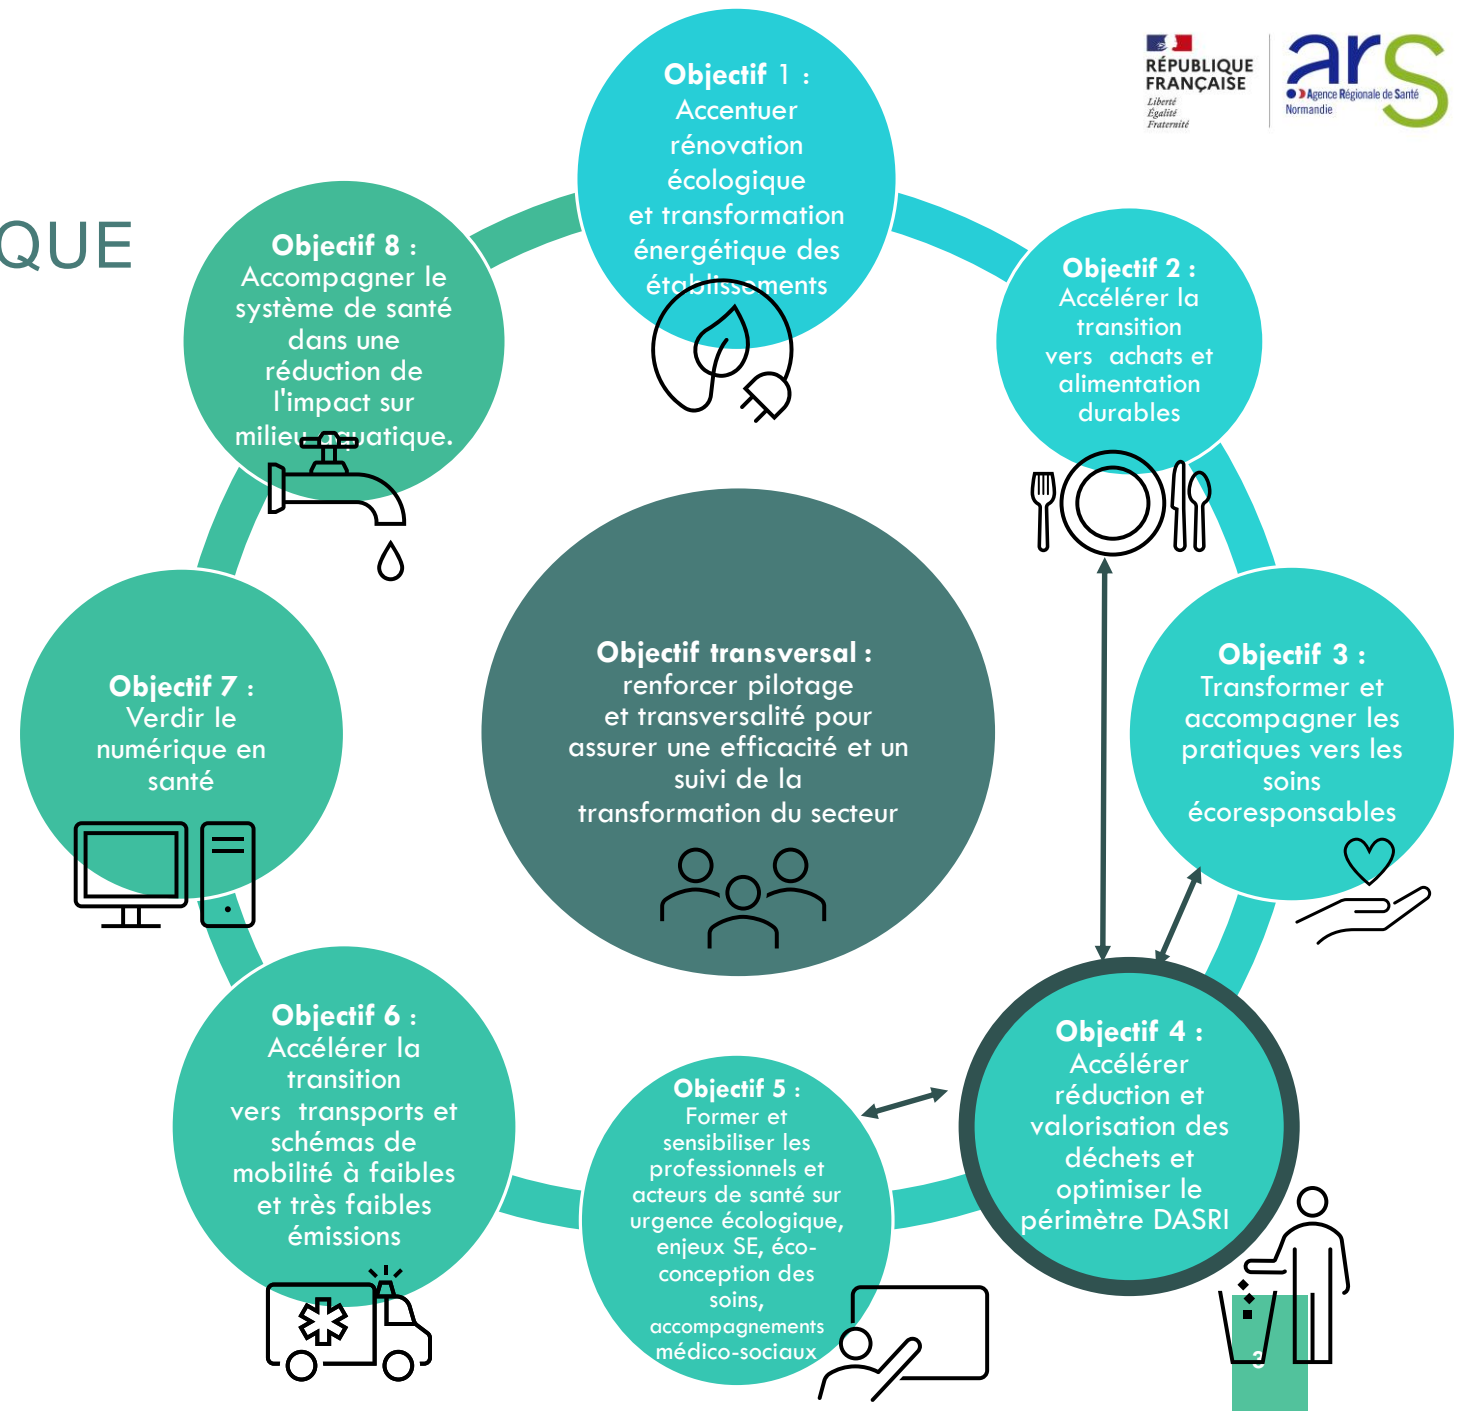 RÉPUBLIQUE
FRANÇAISE
Liberté
Égalité
Fraternité
ars
Agence Régionale de Santé
Normandie
QUE
Objectif 1 :
Accentuer
rénovation
écologique
et transformation
énergétique des
établissements
Objectif 2 :
Accélérer la
transition
vers  achats et
alimentation
durables
Objectif 3 :
Transformer et
accompagner les
pratiques vers les
soins
écoresponsables
Objectif 4 :
Accélérer
réduction et
valorisation des
déchets et
optimiser le
périmètre DASRI
Objectif 5 :
Former et
sensibiliser les
professionnels et
acteurs de santé sur
urgence écologique,
enjeux SE, éco-
conception des
soins,
accompagnements
médico-sociaux
Objectif 6 :
Accélérer la
transition
vers  transports et
schémas de
mobilité à faibles
et très faibles
émissions
Objectif 7 :
Verdir le
numérique en
santé
Objectif 8 :
Accompagner le
système de santé
dans une
réduction de
l'impact sur
milieu aquatique.
Objectif transversal :
renforcer pilotage
et transversalité pour
assurer une efficacité et un
suivi de la
transformation du secteur
3